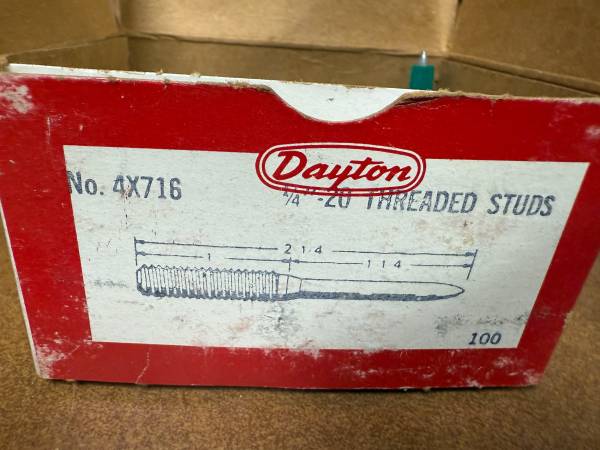 Dayton
No. 4X716
¼"-20 THREADED STUDS
2 1 4
1
1 1 4
100